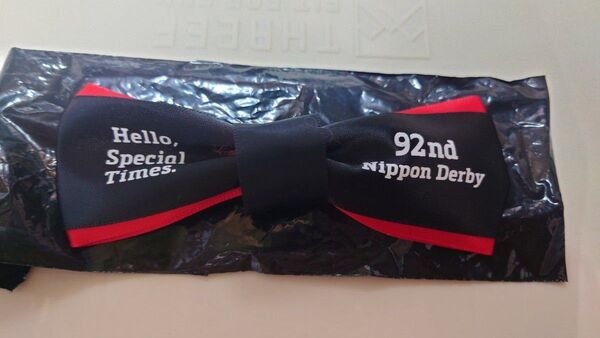 Hello,
Special
Times.
92nd
Nippon Derby